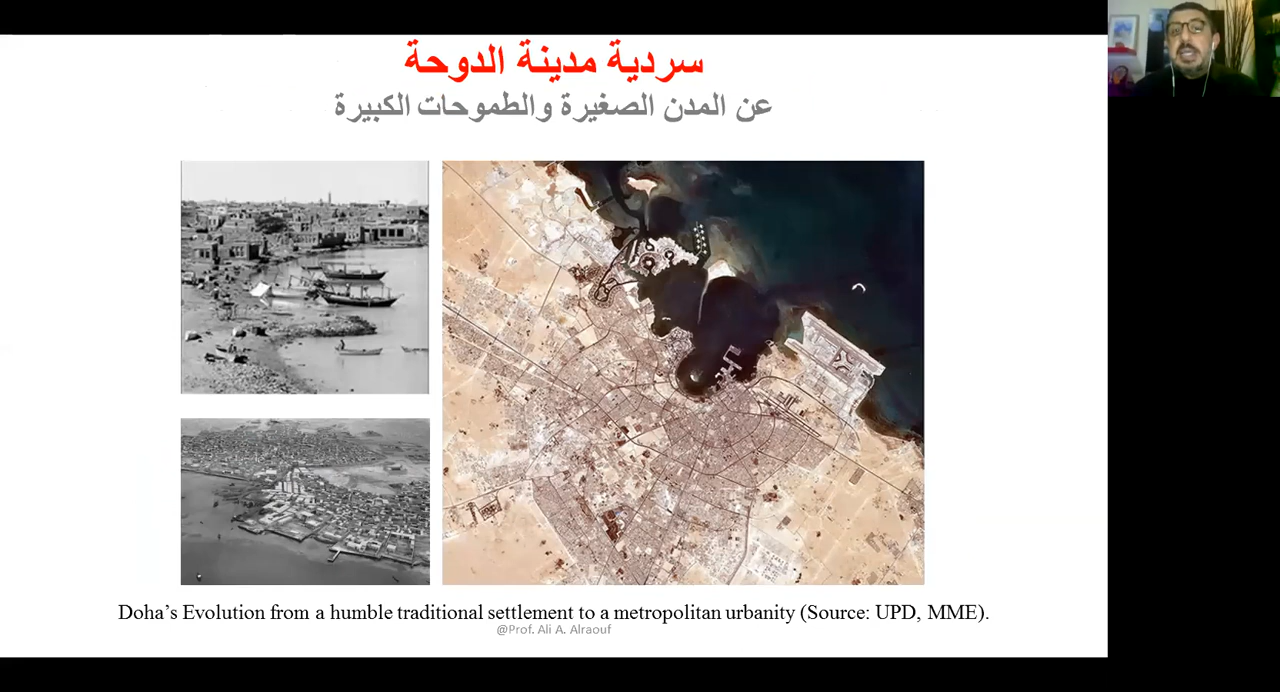 سردية مدينة الدوحة
عن المدن الصغيرة والطموحات الكبيرة
Doha’s Evolution from a humble traditional settlement to a metropolitan urbanity (Source: UPD, MME).
@Prof. Ali A. Alraouf